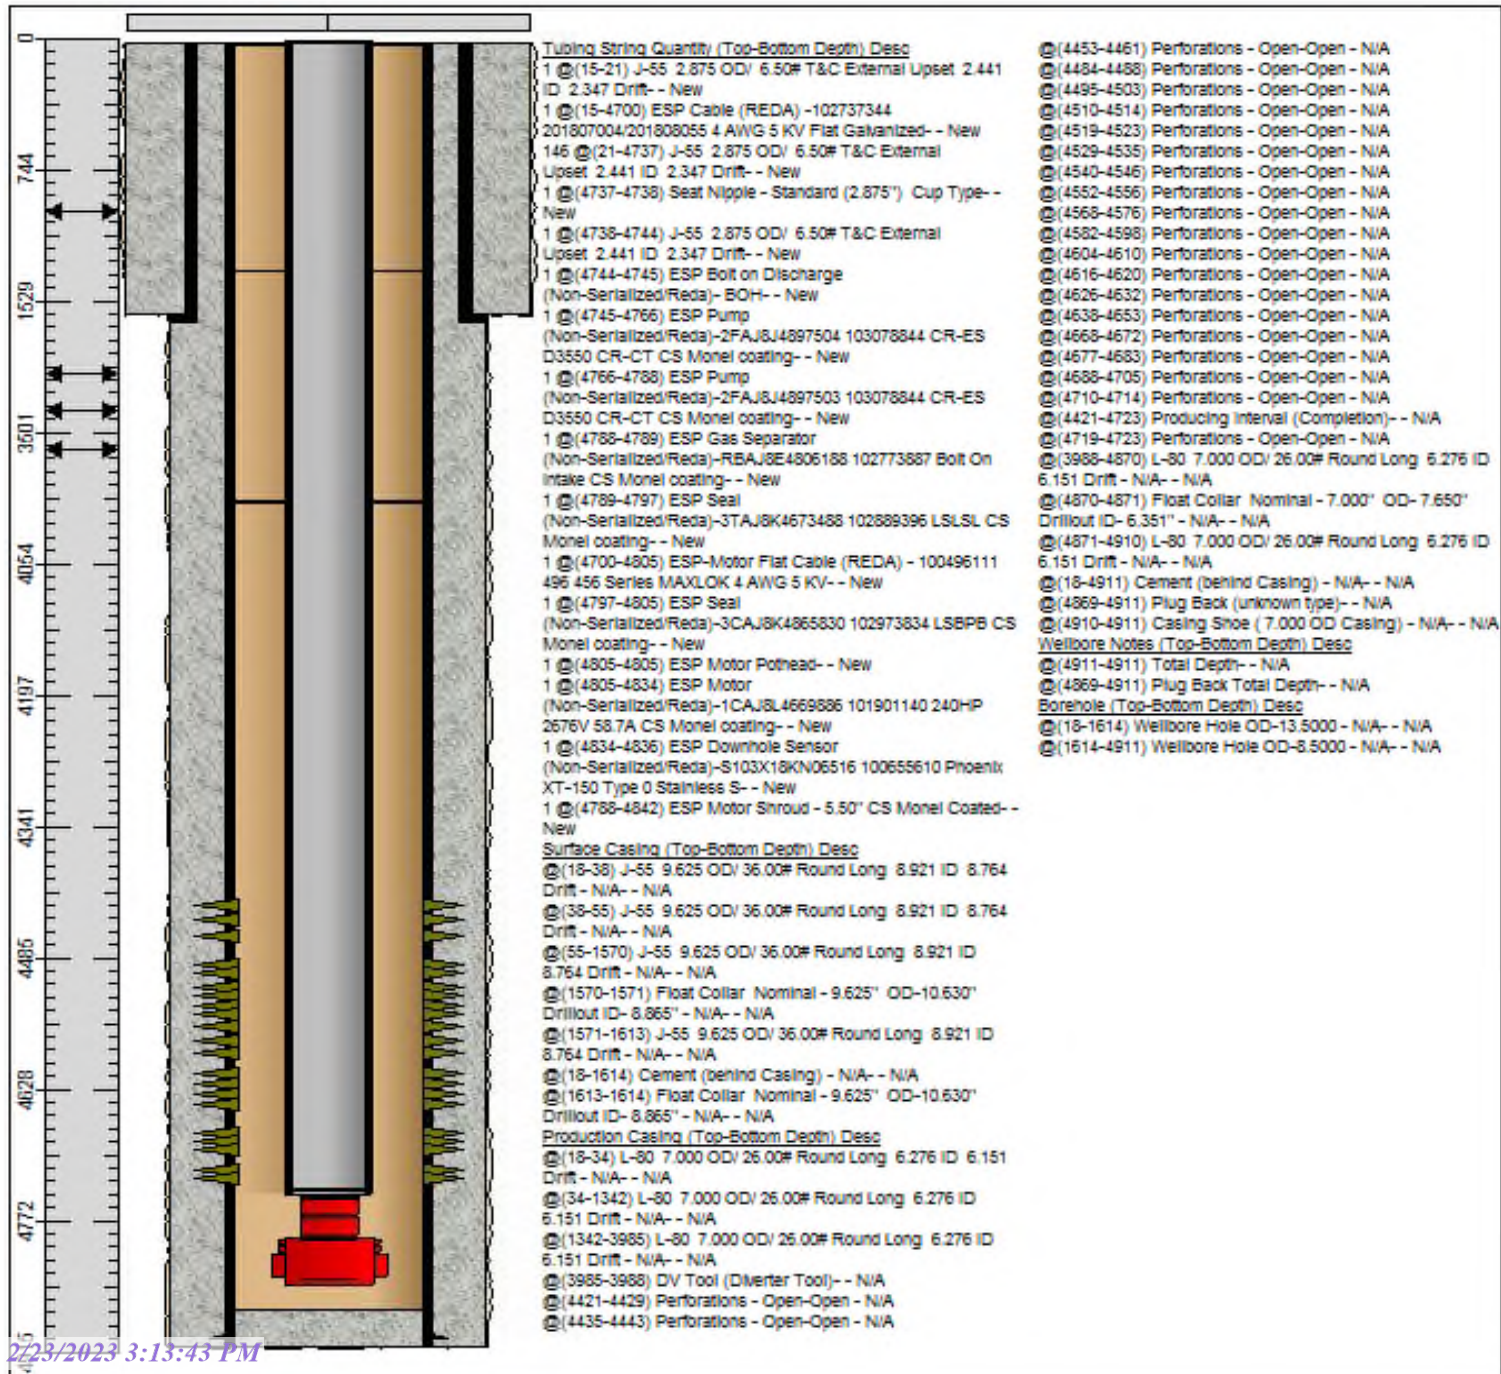 0
744
1529
3501
4054
4197
4341
4485
4628
4772
Tubing String Quantity (Top-Bottom Depth) Desc
1 @(15-21) J-55 2.875 OD/ 6.50# T&C External Upset 2.441
ID 2.347 Drift- - New
1 @(15-4700) ESP Cable (REDA) -102737344
201807004/201808055 4 AWG 5 KV Flat Galvanized- - New
146 @(21-4737) J-55 2.875 OD/ 6.50# T&C External
Upset 2.441 ID 2.347 Drift- - New
1 @(4737-4738) Seat Nipple - Standard (2.875") Cup Type- -
New
1 @(4738-4744) J-55 2.875 OD/ 6.50# T&C External
Upset 2.441 ID 2.347 Drift- - New
1 @(4744-4745) ESP Bolt on Discharge
(Non-Serialized/Reda)- BOH- - New
1 @(4745-4766) ESP Pump
(Non-Serialized/Reda)-2FAJ8J4897504 103078844 CR-ES
D3550 CR-CT CS Monel coating- - New
1 @(4766-4788) ESP Pump
(Non-Serialized/Reda)-2FAJ8J4897503 103078844 CR-ES
D3550 CR-CT CS Monel coating- - New
1 @(4788-4789) ESP Gas Separator
(Non-Serialized/Reda)-RBAJ8E4806188 102773887 Bolt On
Intake CS Monel coating- - New
1 @(4789-4797) ESP Seal
(Non-Serialized/Reda)-3TAJ8K4673488 102889396 LSLSL CS
Monel coating- - New
1 @(4700-4805) ESP-Motor Flat Cable (REDA) - 100496111
496 456 Series MAXLOK 4 AWG 5 KV- - New
1 @(4797-4805) ESP Seal
(Non-Serialized/Reda)-3CAJ8K4865830 102973834 LSBPB CS
Monel coating- - New
1 @(4805-4805) ESP Motor Pothead- - New
1 @(4805-4834) ESP Motor
(Non-Serialized/Reda)-1CAJ8L4669886 101901140 240HP
2676V 58.7A CS Monel coating- - New
1 @(4834-4836) ESP Downhole Sensor
(Non-Serialized/Reda)-S103X18KN06516 100655610 Phoenix
XT-150 Type 0 Stainless S- - New
1 @(4788-4842) ESP Motor Shroud - 5.50" CS Monel Coated- -
New
Surface Casing (Top-Bottom Depth) Desc
@(18-38) J-55 9.625 OD/ 36.00# Round Long 8.921 ID 8.764
Drift - N/A- - N/A
@(38-55) J-55 9.625 OD/ 36.00# Round Long 8.921 ID 8.764
Drift - N/A- - N/A
@(55-1570) J-55 9.625 OD/ 36.00# Round Long 8.921 ID
8.764 Drift - N/A- - N/A
@(1570-1571) Float Collar Nominal - 9.625" OD-10.630"
Drillout ID- 8.865" - N/A- - N/A
@(1571-1613) J-55 9.625 OD/ 36.00# Round Long 8.921 ID
8.764 Drift - N/A- - N/A
@(18-1614) Cement (behind Casing) - N/A- - N/A
@(1613-1614) Float Collar Nominal - 9.625" OD-10.630"
Drillout ID- 8.865" - N/A- - N/A
Production Casing (Top-Bottom Depth) Desc
@(18-34) L-80 7.000 OD/ 26.00# Round Long 6.276 ID 6.151
Drift - N/A- - N/A
@(34-1342) L-80 7.000 OD/ 26.00# Round Long 6.276 ID
6.151 Drift - N/A- - N/A
@(1342-3985) L-80 7.000 OD/ 26.00# Round Long 6.276 ID
6.151 Drift - N/A- - N/A
@(3985-3988) DV Tool (Diverter Tool)- - N/A
@(4421-4429) Perforations - Open-Open - N/A
@(4435-4443) Perforations - Open-Open - N/A
@(4453-4461) Perforations - Open-Open - N/A
@(4484-4488) Perforations - Open-Open - N/A
@(4495-4503) Perforations - Open-Open - N/A
@(4510-4514) Perforations - Open-Open - N/A
@(4519-4523) Perforations - Open-Open - N/A
@(4529-4535) Perforations - Open-Open - N/A
@(4540-4546) Perforations - Open-Open - N/A
@(4552-4556) Perforations - Open-Open - N/A
@(4568-4576) Perforations - Open-Open - N/A
@(4582-4598) Perforations - Open-Open - N/A
@(4604-4610) Perforations - Open-Open - N/A
@(4616-4620) Perforations - Open-Open - N/A
@(4626-4632) Perforations - Open-Open - N/A
@(4638-4653) Perforations - Open-Open - N/A
@(4668-4672) Perforations - Open-Open - N/A
@(4677-4683) Perforations - Open-Open - N/A
@(4688-4705) Perforations - Open-Open - N/A
@(4710-4714) Perforations - Open-Open - N/A
@(4421-4723) Producing Interval (Completion)- - N/A
@(4719-4723) Perforations - Open-Open - N/A
@(3988-4870) L-80 7.000 OD/ 26.00# Round Long 6.276 ID
6.151 Drift - N/A- - N/A
@(4870-4871) Float Collar Nominal - 7.000" OD- 7.650"
Drillout ID- 6.351" - N/A- - N/A
@(4871-4910) L-80 7.000 OD/ 26.00# Round Long 6.276 ID
6.151 Drift - N/A- - N/A
@(18-4911) Cement (behind Casing) - N/A- - N/A
@(4869-4911) Plug Back (unknown type)- - N/A
@(4910-4911) Casing Shoe ( 7.000 OD Casing) - N/A- - N/A
Wellbore Notes (Top-Bottom Depth) Desc
@(4911-4911) Total Depth- - N/A
@(4869-4911) Plug Back Total Depth- - N/A
Borehole (Top-Bottom Depth) Desc
@(18-1614) Wellbore Hole OD-13.5000 - N/A- - N/A
@(1614-4911) Wellbore Hole OD-8.5000 - N/A- - N/A
2/23/2023 3:13:43 PM